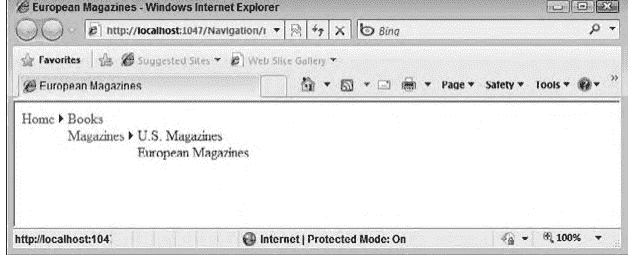 European Magazines - Windows Internet Explorer
http://localhost:1047/Navigation/r
Bing
Favorites Suggested Sites Web Slice Gallery
European Magazines Page Safety Tools
Home Books
Magazines U.S. Magazines
European Magazines
http://localhost:104 Internet | Protected Mode: On 100%